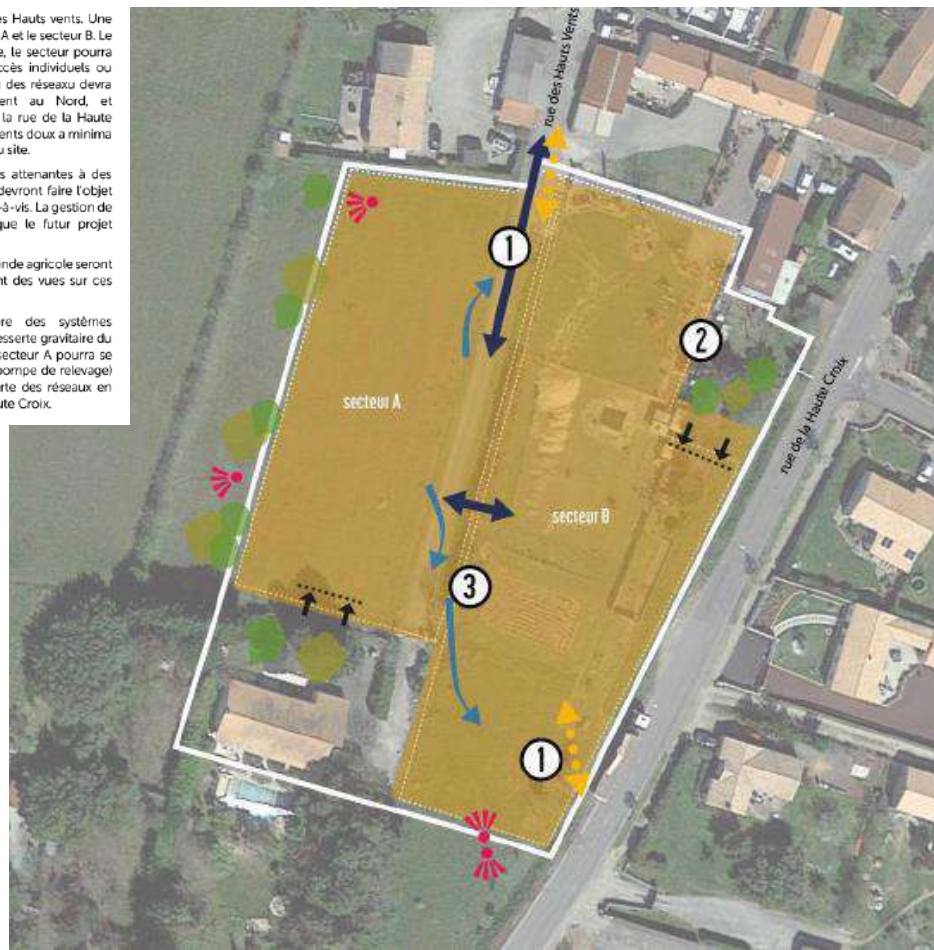 es Hauts vents. Une
A et le secteur B. Le
e, le secteur pourra
ccès individuels ou
des réseaxu devra
ent au Nord, et
la rue de la Haute
ents doux a minima
u site.
s attenantes à des
devront faire l'objet
-à-vis. La gestion de
que le futur projet
nde agricole seront
nt des vues sur ces
re des systèmes
esserte gravitaire du
secteur A pourra se
pompe de relevage)
rte des réseaux en
ute Croix.
rue des Hauts Vents
1
2
rue de la Haute Croix
secteur A
secteur B
3
1